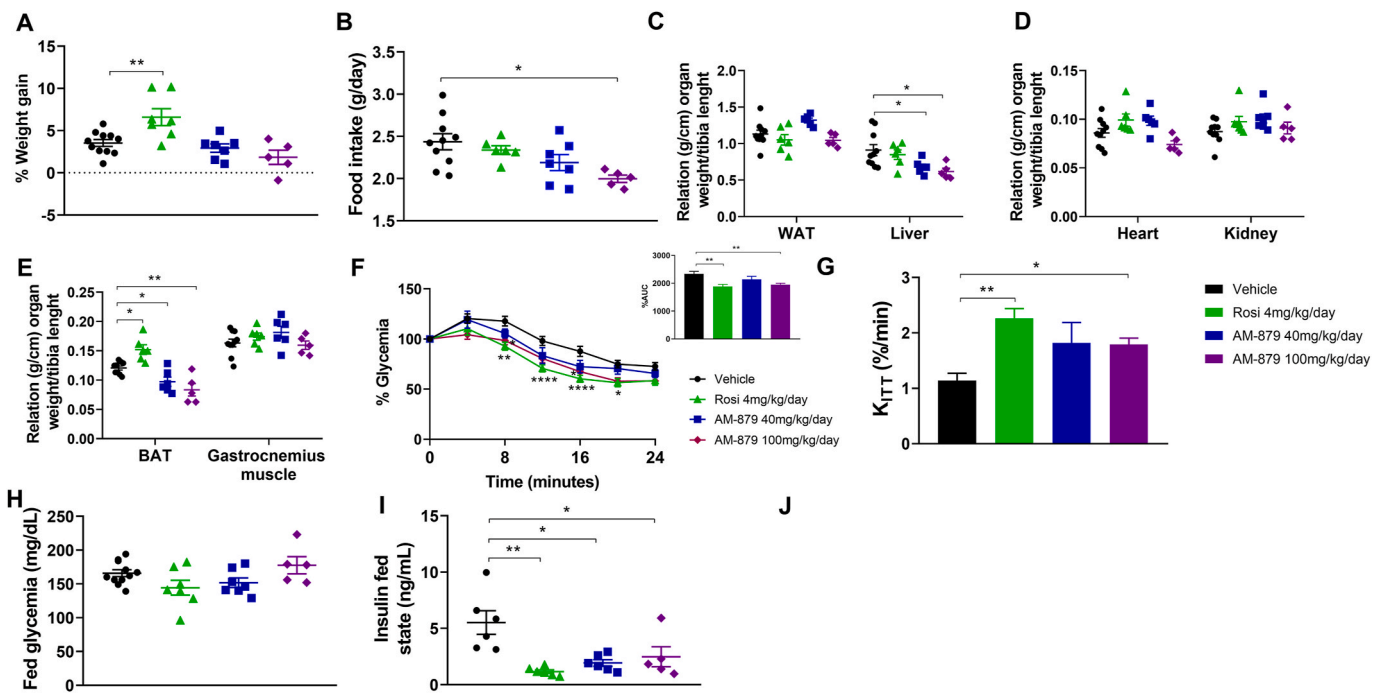 A
% Weight gain
15
10
5
0
-5
**
B
Food intake (g/day)
3.5
3.0
2.5
2.0
1.5
*
C
Relation (g/cm) organ
weight/tibia lenght
2.0
1.5
1.0
0.5
0.0
*
*
WAT Liver
D
Relation (g/cm) organ
weight/tibia lenght
0.15
0.10
0.05
0.00
Heart Kidney
E
Relation (g/cm) organ
weight/tibia lenght
0.25
0.20
0.15
0.10
0.05
0.00
**
*
*
BAT Gastrocnemius
muscle
F
% Glycemia
150
100
50
0
0 8 16 24
Time (minutes)
**
****
*
*
****
*
%AUC
3000
2000
1000
0
**
**
Vehicle
Rosi 4mg/kg/day
AM-879 40mg/kg/day
AM-879 100mg/kg/day
G
KITT (%/min)
3
2
1
0
*
**
Vehicle
Rosi 4mg/kg/day
AM-879 40mg/kg/day
AM-879 100mg/kg/day
H
Fed glycemia (mg/dL)
250
200
150
100
50
0
I
Insulin fed
state (ng/mL)
15
10
5
0
*
*
**
J